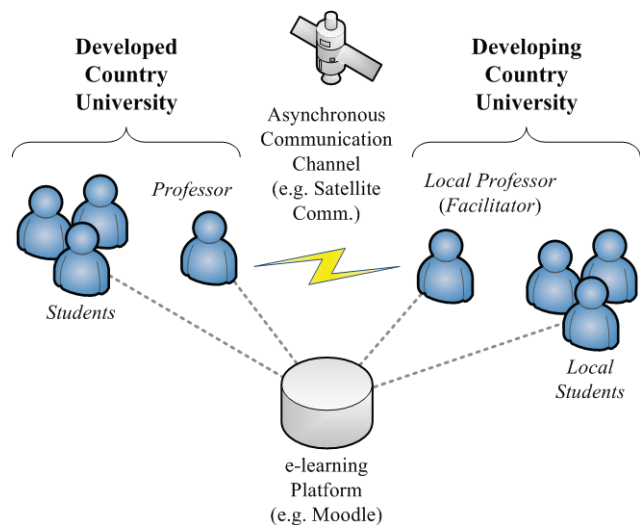 Developed
Country
University
Asynchronous
Communication
Channel
(e.g. Satellite
Comm.)
Developing
Country
University
Professor
Students
Local Professor
(Facilitator)
Local
Students
e-learning
Platform
(e.g. Moodle)